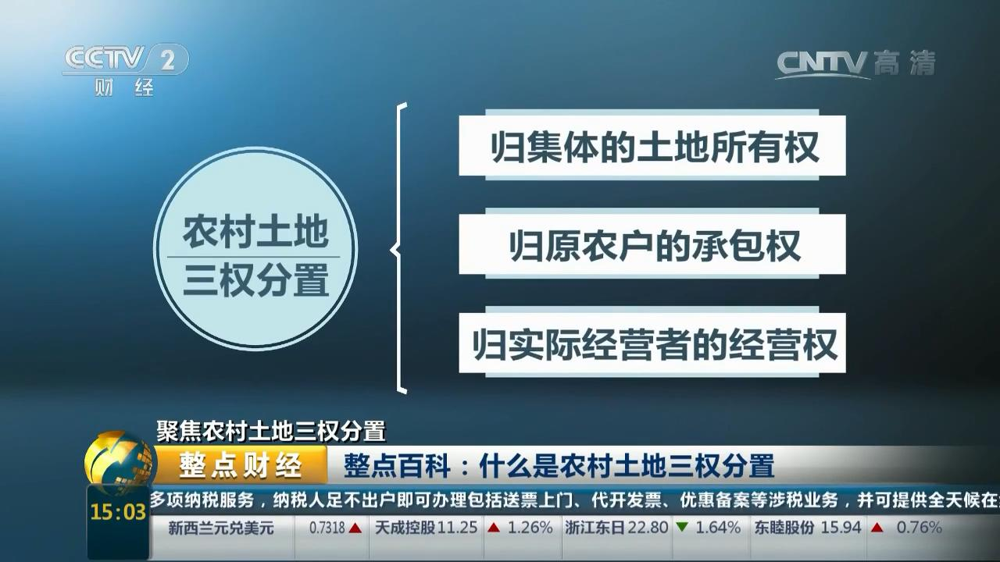 CCTV 2
财 经
CNTV 高清
归集体的土地所有权
农村土地
三权分置
归原农户的承包权
归实际经营者的经营权
聚焦农村土地三权分置
整点财经
整点百科:什么是农村土地三权分置
多项纳税服务,纳税人足不出户即可办理包括送票上门、代开发票、优惠备案等涉税业务,并可提供全天候在
15:03
新西兰元兑美元 0.7318 ▲ 天成控股 11.25 ▲ 1.26% 浙江东日 22.80 ▼ 1.64% 东睦股份 15.94 ▲ 0.76%